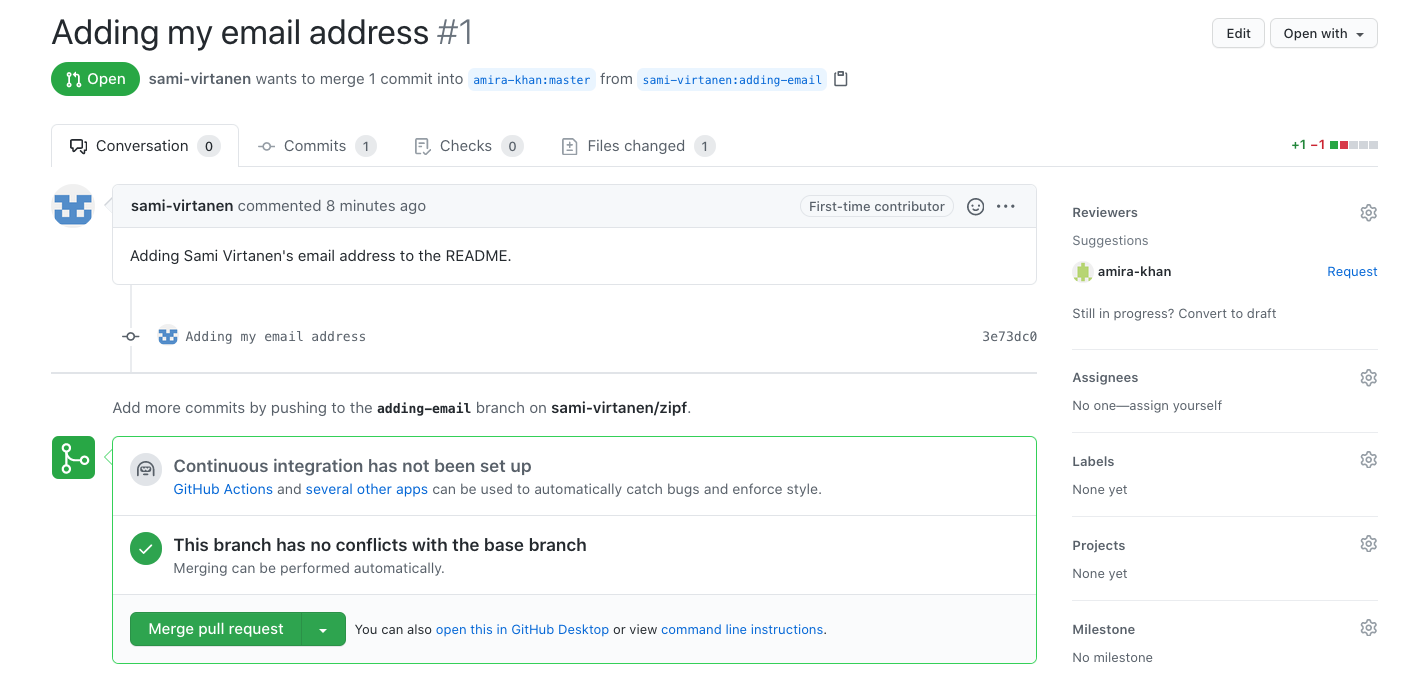 Adding my email address #1
Edit
Open with
Open
sami-virtanen wants to merge 1 commit into amira-khan:master from sami-virtanen:adding-email
Conversation 0
Commits 1
Checks 0
Files changed 1
+1 −1
sami-virtanen commented 8 minutes ago
First-time contributor
Adding Sami Virtanen's email address to the README.
Adding my email address
3e73dc0
Add more commits by pushing to the adding-email branch on sami-virtanen/zipf.
Continuous integration has not been set up
GitHub Actions and several other apps can be used to automatically catch bugs and enforce style.
This branch has no conflicts with the base branch
Merging can be performed automatically.
Merge pull request
You can also open this in GitHub Desktop or view command line instructions.
Reviewers
Suggestions
amira-khan
Request
Still in progress? Convert to draft
Assignees
No one—assign yourself
Labels
None yet
Projects
None yet
Milestone
No milestone